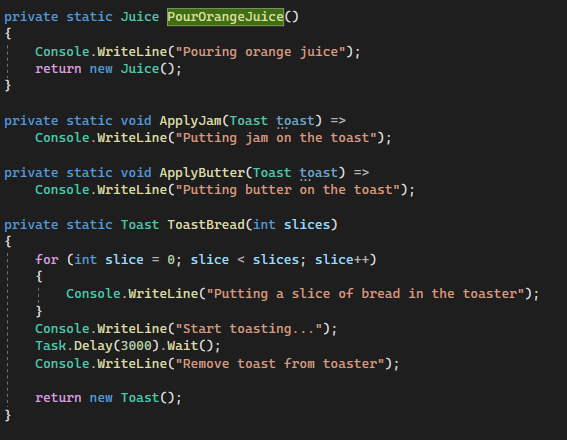 private static Juice PourOrangeJuice()
{
    Console.WriteLine("Pouring orange juice");
    return new Juice();
}

private static void ApplyJam(Toast toast) =>
    Console.WriteLine("Putting jam on the toast");

private static void ApplyButter(Toast toast) =>
    Console.WriteLine("Putting butter on the toast");

private static Toast ToastBread(int slices)
{
    for (int slice = 0; slice < slices; slice++)
    {
        Console.WriteLine("Putting a slice of bread in the toaster");
    }
    Console.WriteLine("Start toasting...");
    Task.Delay(3000).Wait();
    Console.WriteLine("Remove toast from toaster");

    return new Toast();
}